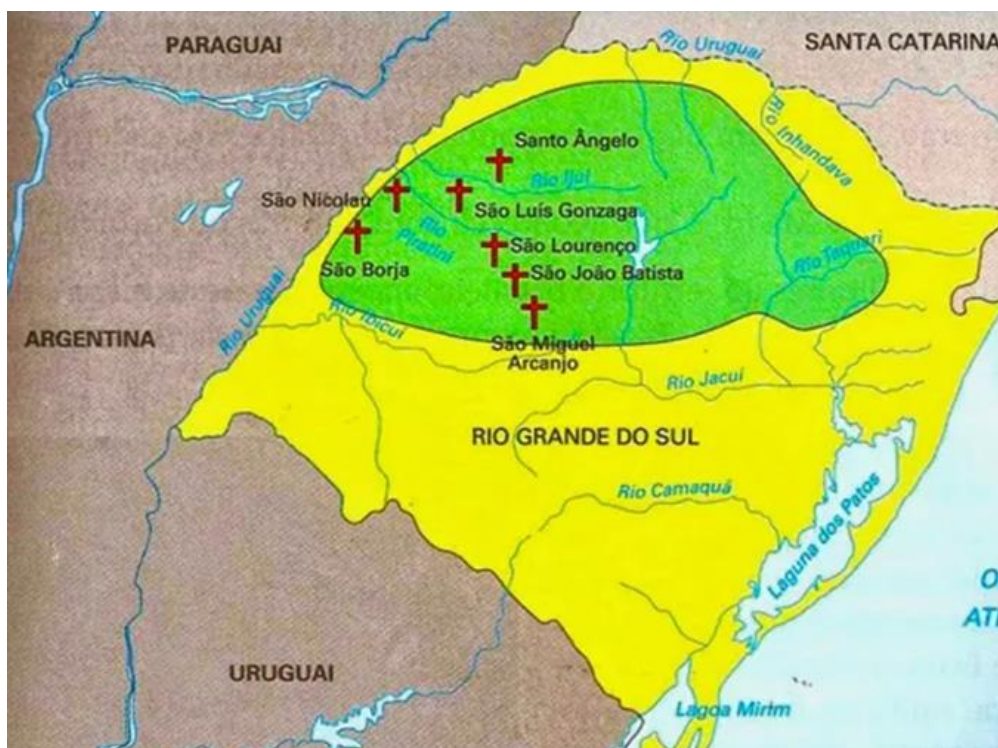 PARAGUAI
Rio Uruguai
SANTA CATARINA
Rio Inhandava
Santo Ângelo
Rio Ijuí
São Nicolau
São Luís Gonzaga
Rio
Piratini
São Lourenço
Rio Taquari
São Borja
São João Batista
Rio Uruguai
Rio Ibicuí
ARGENTINA
São Miguel
Arcanjo
Rio Jacuí
RIO GRANDE DO SUL
Rio Camaquá
Laguna dos Patos
O
ATL
URUGUAI
Lagoa Mirim